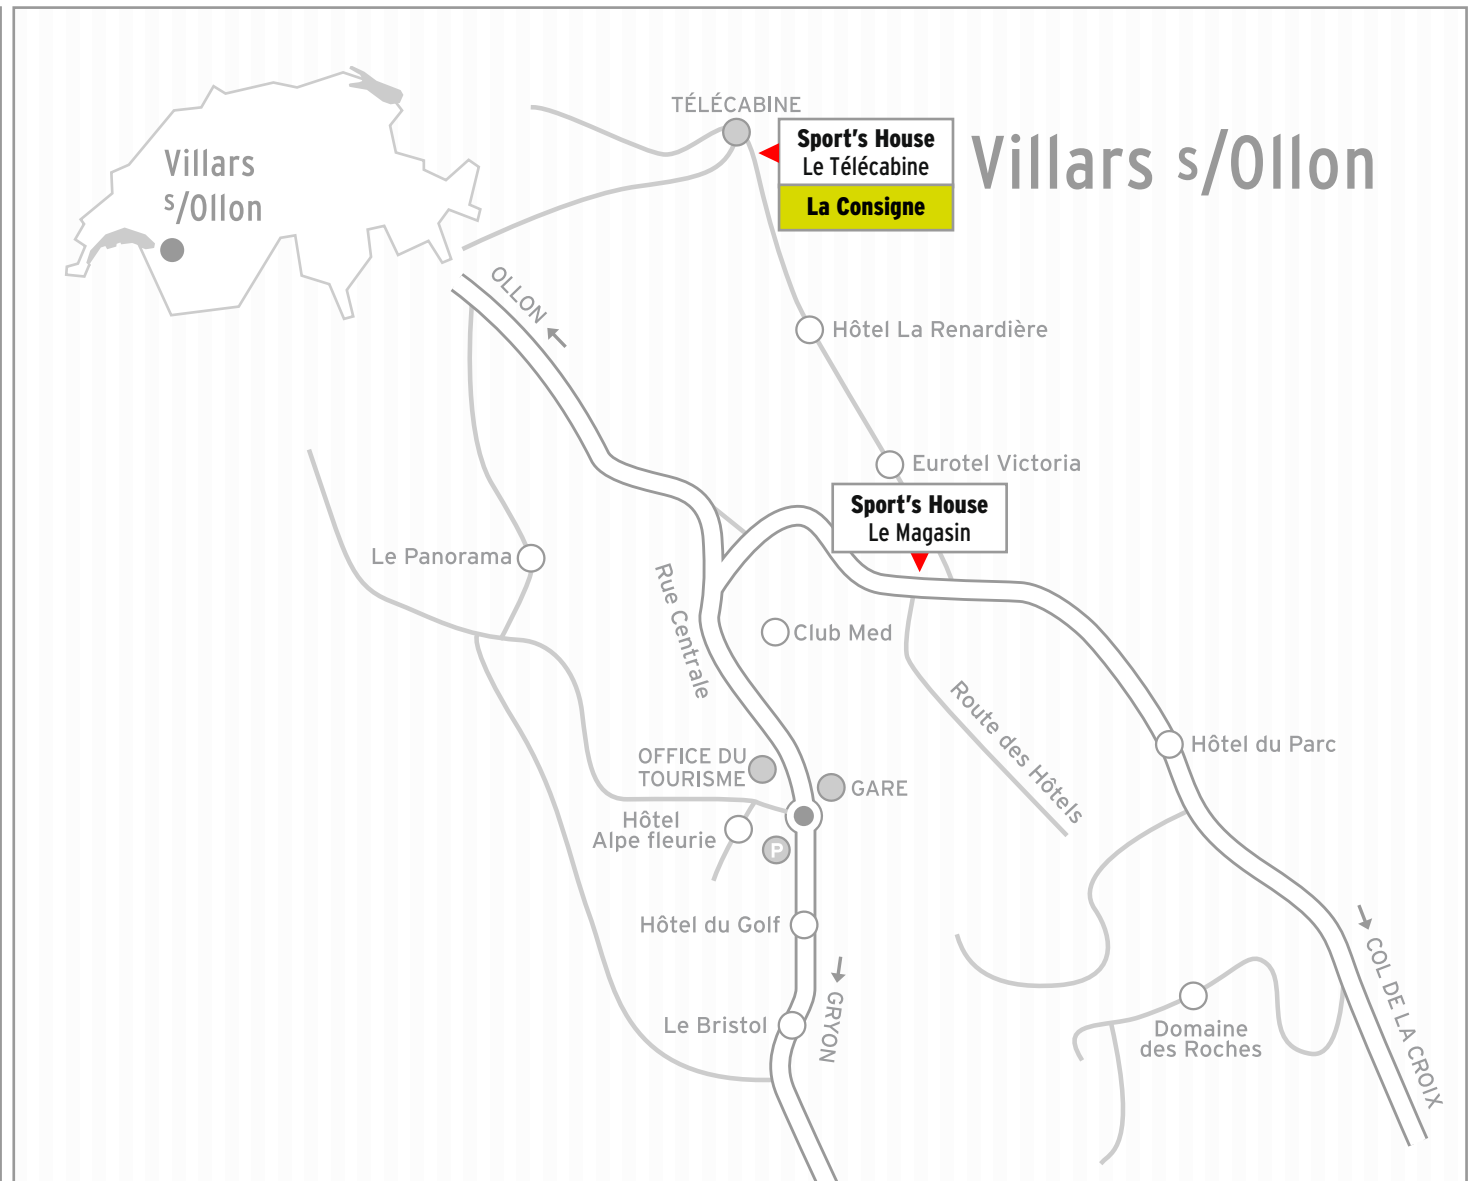 Villars
s/Ollon
TÉLÉCABINE
Sport's House
Le Télécabine
La Consigne
Villars s/Ollon
OLLON
Hôtel La Renardière
Eurotel Victoria
Sport's House
Le Magasin
Le Panorama
Rue Centrale
Club Med
Route des Hôtels
Hôtel du Parc
OFFICE DU
TOURISME
GARE
Hôtel
Alpe fleurie
P
Hôtel du Golf
GRYON
Le Bristol
COL DE LA CROIX
Domaine
des Roches